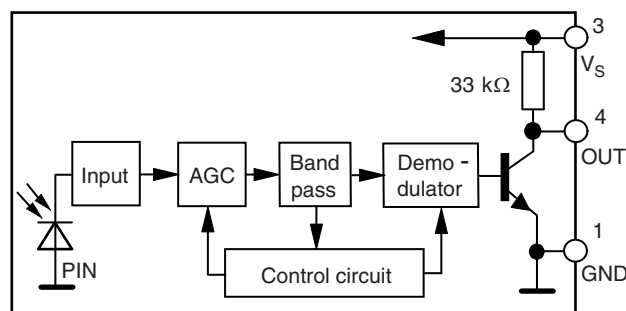 3
V_S
33 kΩ
4
OUT
Input
AGC
Band
pass
Demo -
dulator
1
GND
PIN
Control circuit